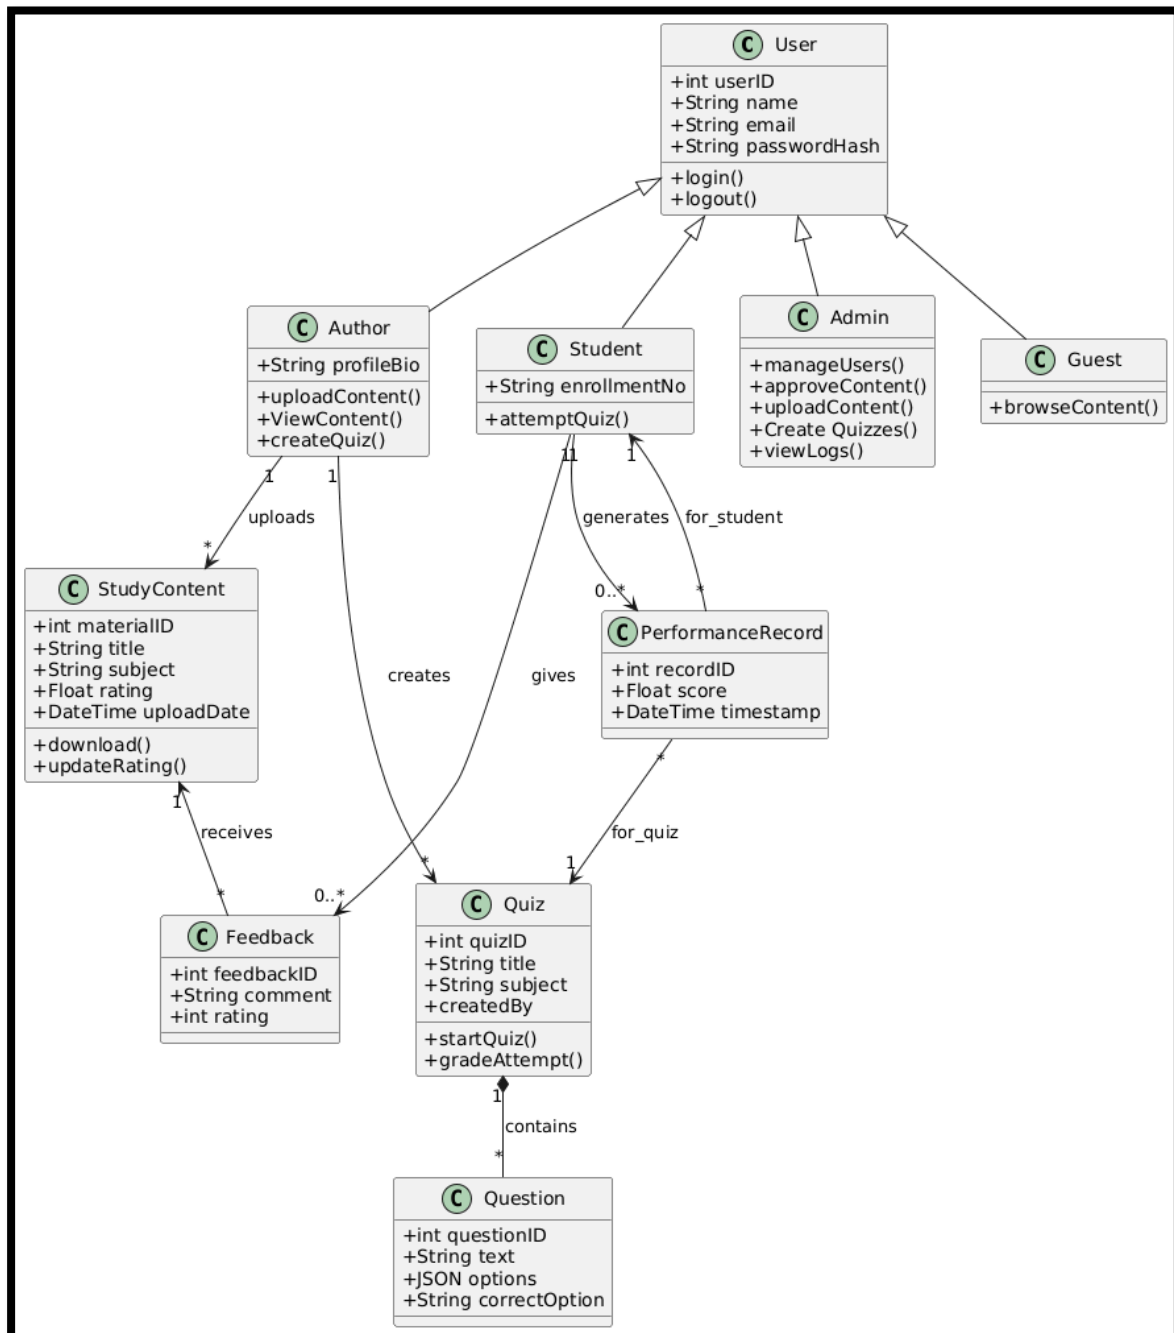 C User
+int userID
+String name
+String email
+String passwordHash
+login()
+logout()
C Author
+String profileBio
+uploadContent()
+ViewContent()
+createQuiz()
C Student
+String enrollmentNo
+attemptQuiz()
C Admin
+manageUsers()
+approveContent()
+uploadContent()
+Create Quizzes()
+viewLogs()
C Guest
+browseContent()
1
1
1
1
1
uploads
generates
for_student
*
0..*
*
C StudyContent
+int materialID
+String title
+String subject
+Float rating
+DateTime uploadDate
+download()
+updateRating()
creates
gives
C PerformanceRecord
+int recordID
+Float score
+DateTime timestamp
1
*
receives
for_quiz
*
0..*
*
1
C Feedback
+int feedbackID
+String comment
+int rating
C Quiz
+int quizID
+String title
+String subject
+createdBy
+startQuiz()
+gradeAttempt()
1
contains
*
C Question
+int questionID
+String text
+JSON options
+String correctOption